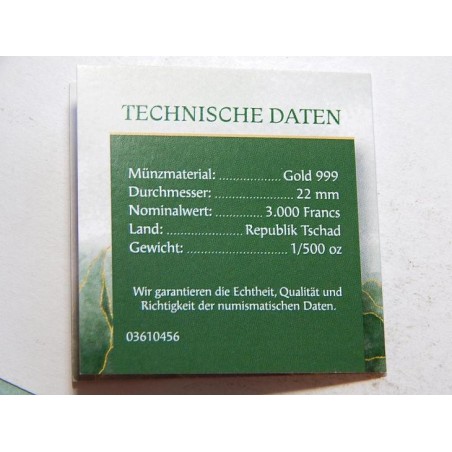 TECHNISCHE DATEN
Münzmaterial: .................. Gold 999
Durchmesser: ....................... 22 mm
Nominalwert: ............... 3.000 Francs
Land: ........................ Republik Tschad
Gewicht: .............................. 1/500 oz
Wir garantieren die Echtheit, Qualität und
Richtigkeit der numismatischen Daten.
03610456